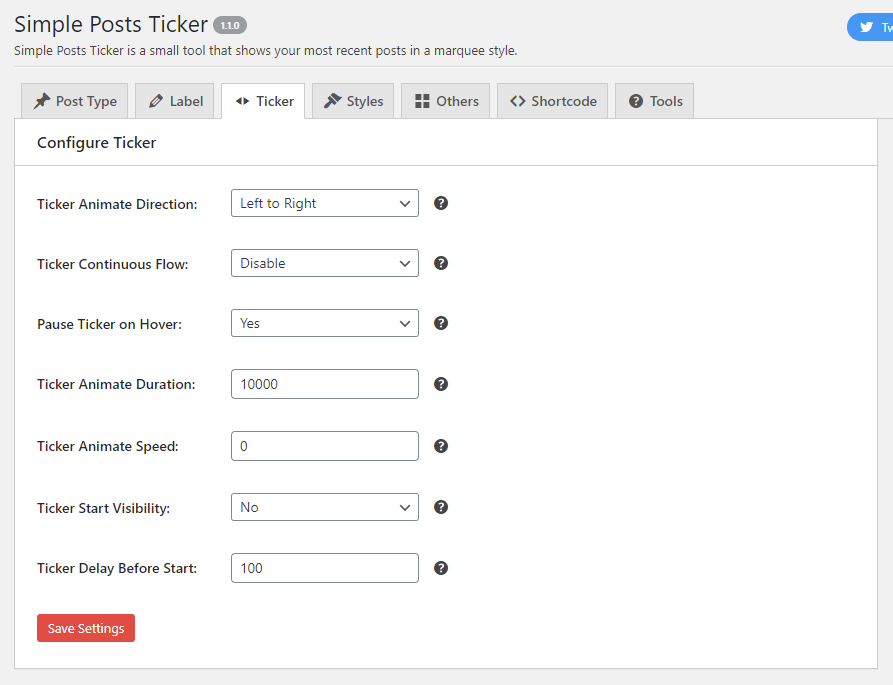 Simple Posts Ticker 1.1.0
Tw
Simple Posts Ticker is a small tool that shows your most recent posts in a marquee style.
Post Type Label Ticker Styles Others Shortcode Tools
Configure Ticker
Ticker Animate Direction: Left to Right
Ticker Continuous Flow: Disable
Pause Ticker on Hover: Yes
Ticker Animate Duration: 10000
Ticker Animate Speed: 0
Ticker Start Visibility: No
Ticker Delay Before Start: 100
Save Settings